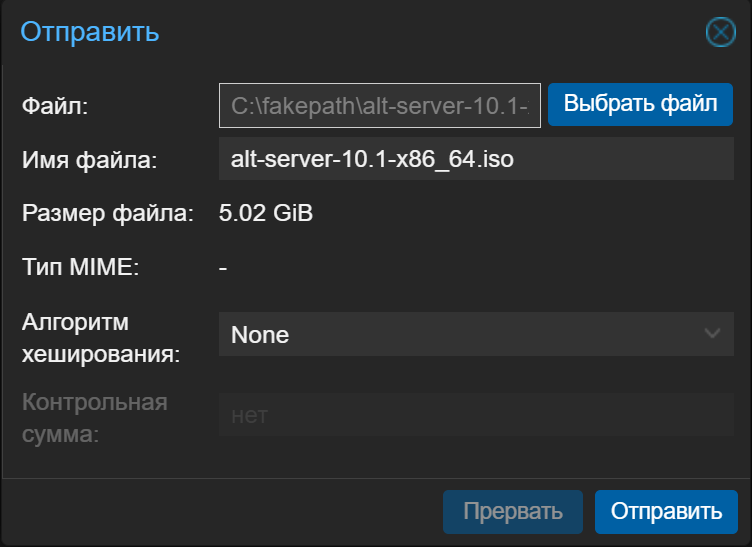 Отправить
Файл: C:\fakepath\alt-server-10.1- Выбрать файл
Имя файла: alt-server-10.1-x86_64.iso
Размер файла: 5.02 GiB
Тип MIME: -
Алгоритм
хеширования: None
Контрольная
сумма: нет
Прервать Отправить